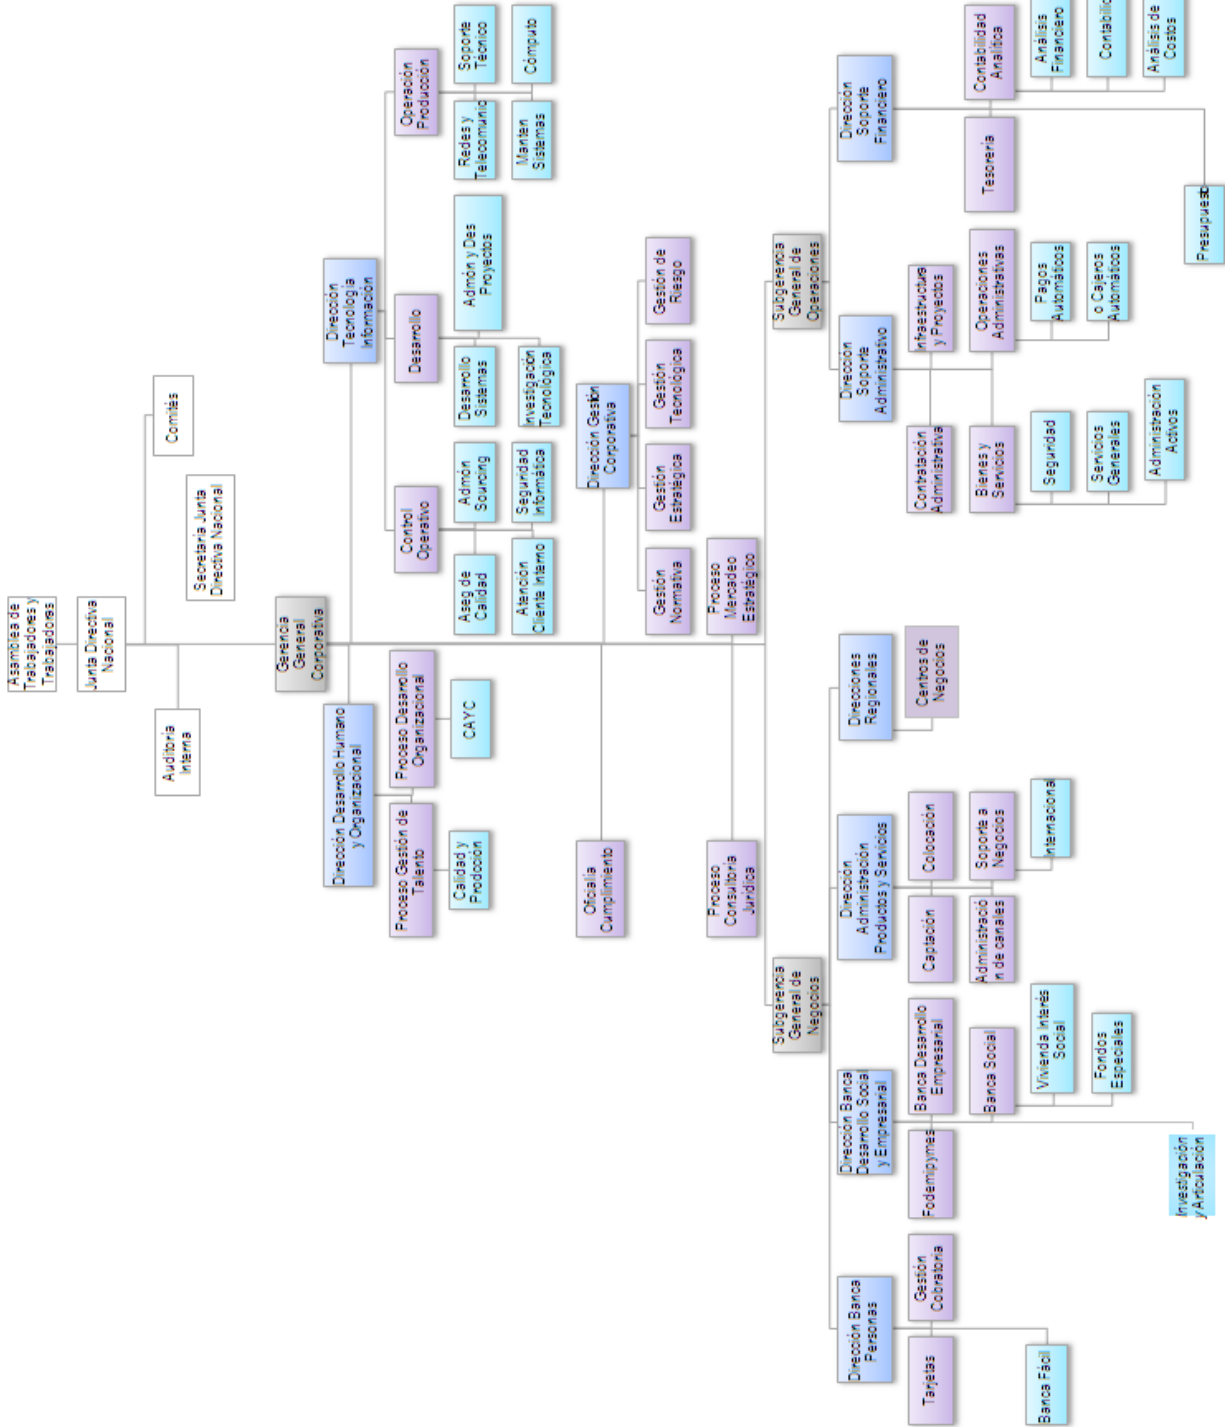 Asamblea de
Trabajadores y
Trabajadoras
Junta Directiva
Nacional
Auditoría
Interna
Comités
Secretaría Junta
Directiva Nacional
Gerencia
General
Corporativa
Dirección Desarrollo Humano
y Organizacional
Proceso Gestión de
Talento
Proceso Desarrollo
Organizacional
Calidad y
Prodcción
CAYC
Dirección
Tecnología
Información
Control
Operativo
Aseg de
Calidad
Admón
Sourcing
Atención
Cliente Interno
Seguridad
Informática
Desarrollo
Desarrollo
Sistemas
Admón y Des
Proyectos
Investigación
Tecnológica
Operación
Producción
Redes y
Telecomunic
Soporte
Técnico
Manten
Sistemas
Cómputo
Oficialía
Cumplimiento
Dirección Gestión
Corporativa
Gestión
Normativa
Gestión
Estratégica
Gestión
Tecnológica
Gestión de
Riesgo
Proceso
Consultoría
Jurídica
Proceso
Mercadeo
Estratégico
Subgerencia
General de
Negocios
Dirección Banca
Personas
Tarjetas
Gestión
Cobratoria
Banca Fácil
Dirección Banca
Desarrollo Social
y Empresarial
Fodemipymes
Banca Desarrollo
Empresarial
Banca Social
Vivienda Interés
Social
Fondos
Especiales
Investigación
y Articulación
Dirección
Administración
Productos y Servicios
Captación
Colocación
Administració
n de canales
Soporte a
Negocios
Internacional
Direcciones
Regionales
Centros de
Negocios
Subgerencia
General de
Operaciones
Dirección
Soporte
Administrativo
Contratación
Administrativa
Infraestructura
y Proyectos
Bienes y
Servicios
Operaciones
Administrativas
Seguridad
Servicios
Generales
Administración
Activos
Pagos
Automáticos
o Cajeros
Automáticos
Dirección
Soporte
Financiero
Tesorería
Contabilidad
Analítica
Análisis
Financiero
Contabilid
Análisis de
Costos
Presupuesto